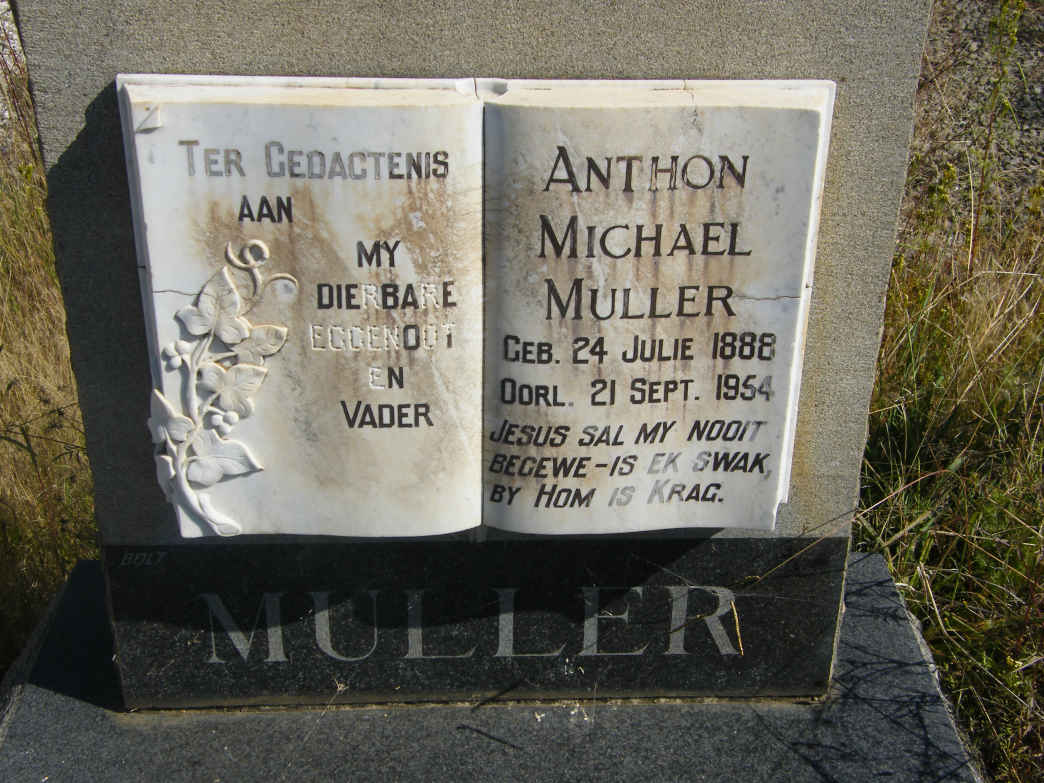 TER GEDACTENIS
AAN
MY
DIERBARE
EGGENOOT
EN
VADER
ANTHON
MICHAEL
MULLER
GEB. 24 JULIE 1888
OORL. 21 SEPT. 1954
JESUS SAL MY NOOIT
BEGEWE-IS EK SWAK,
BY HOM IS KRAG.
BOLT
MULLER